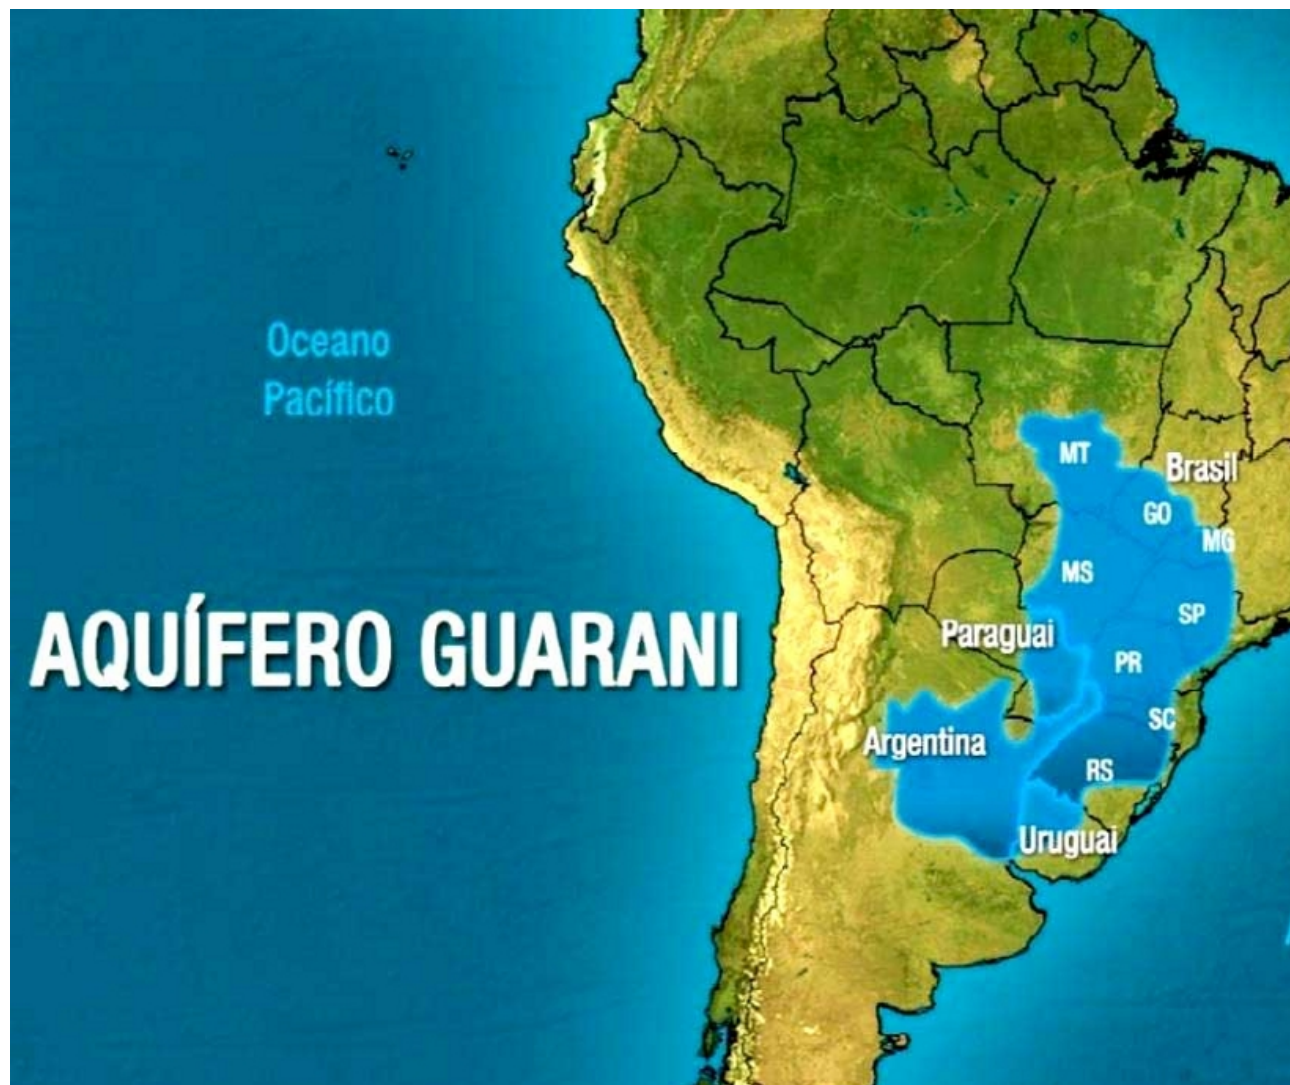 Oceano
Pacífico
MT
Brasil
GO
MG
MS
SP
AQUÍFERO GUARANI
Paraguai
PR
SC
Argentina
RS
Uruguai